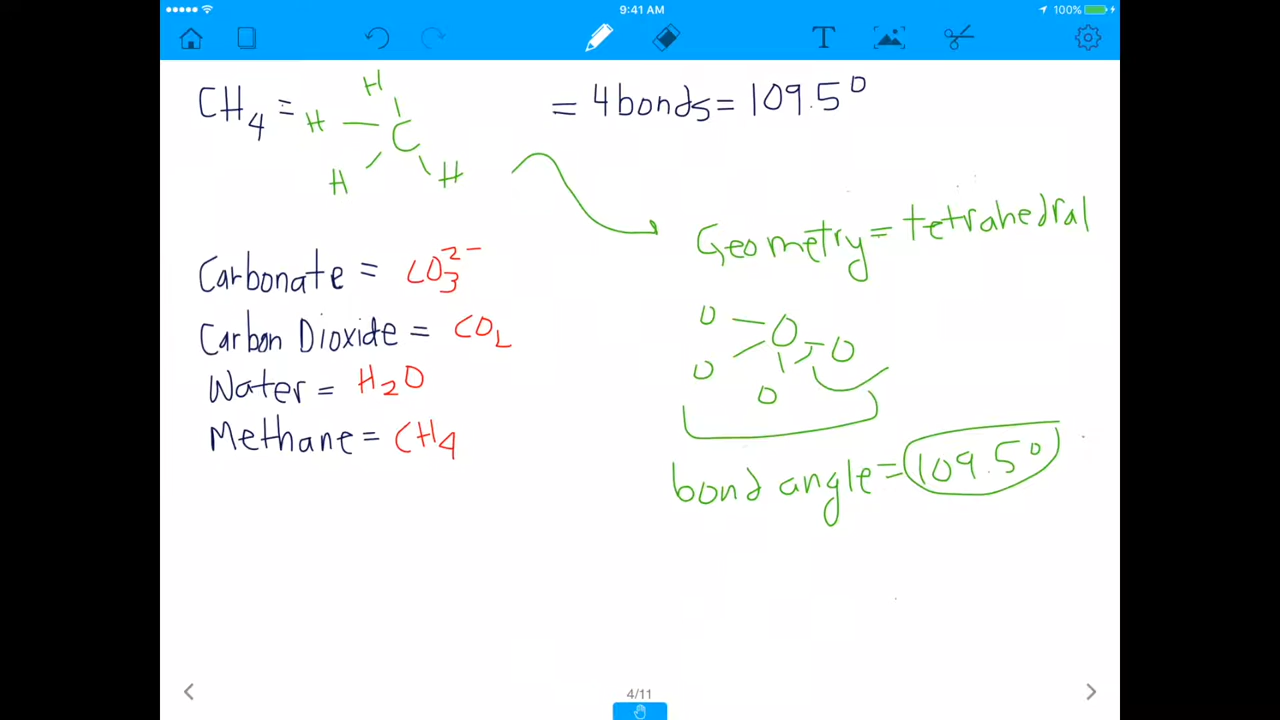 9:41 AM
100%
T
CH4 = H H C H H = 4 bonds = 109.5°
Geometry = tetrahedral
Carbonate = CO3 2-
Carbon Dioxide = CO2
Water = H2O
Methane = CH4
O O O O O
bond angle = 109.5°
4/11